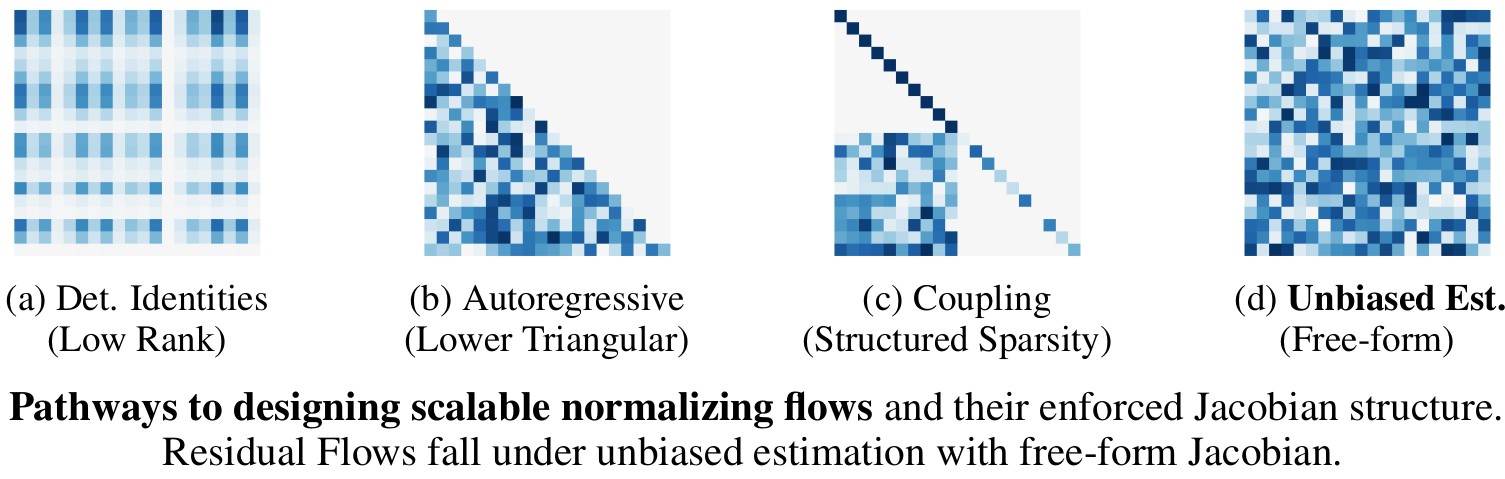 (a) Det. Identities
(Low Rank)
(b) Autoregressive
(Lower Triangular)
(c) Coupling
(Structured Sparsity)
(d) Unbiased Est.
(Free-form)
Pathways to designing scalable normalizing flows and their enforced Jacobian structure.
Residual Flows fall under unbiased estimation with free-form Jacobian.